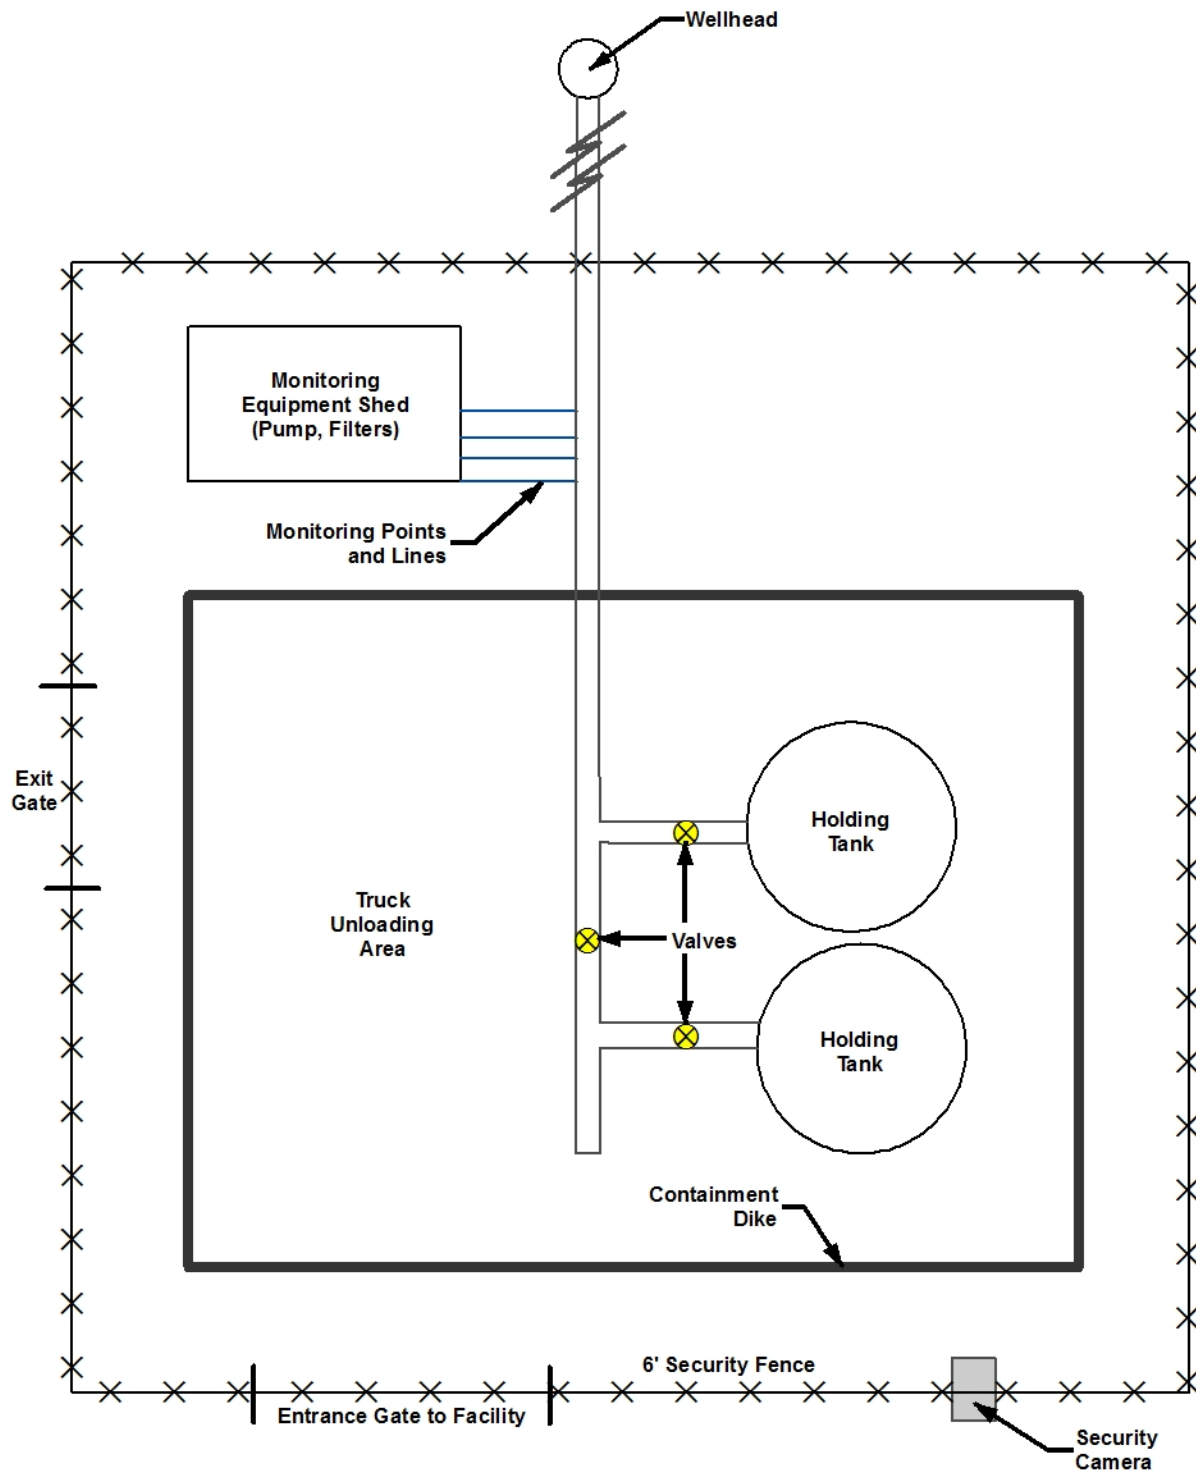 Wellhead
Monitoring
Equipment Shed
(Pump, Filters)
Monitoring Points
and Lines
Exit
Gate
Holding
Tank
Truck
Unloading
Area
Valves
Holding
Tank
Containment
Dike
6' Security Fence
Entrance Gate to Facility
Security
Camera